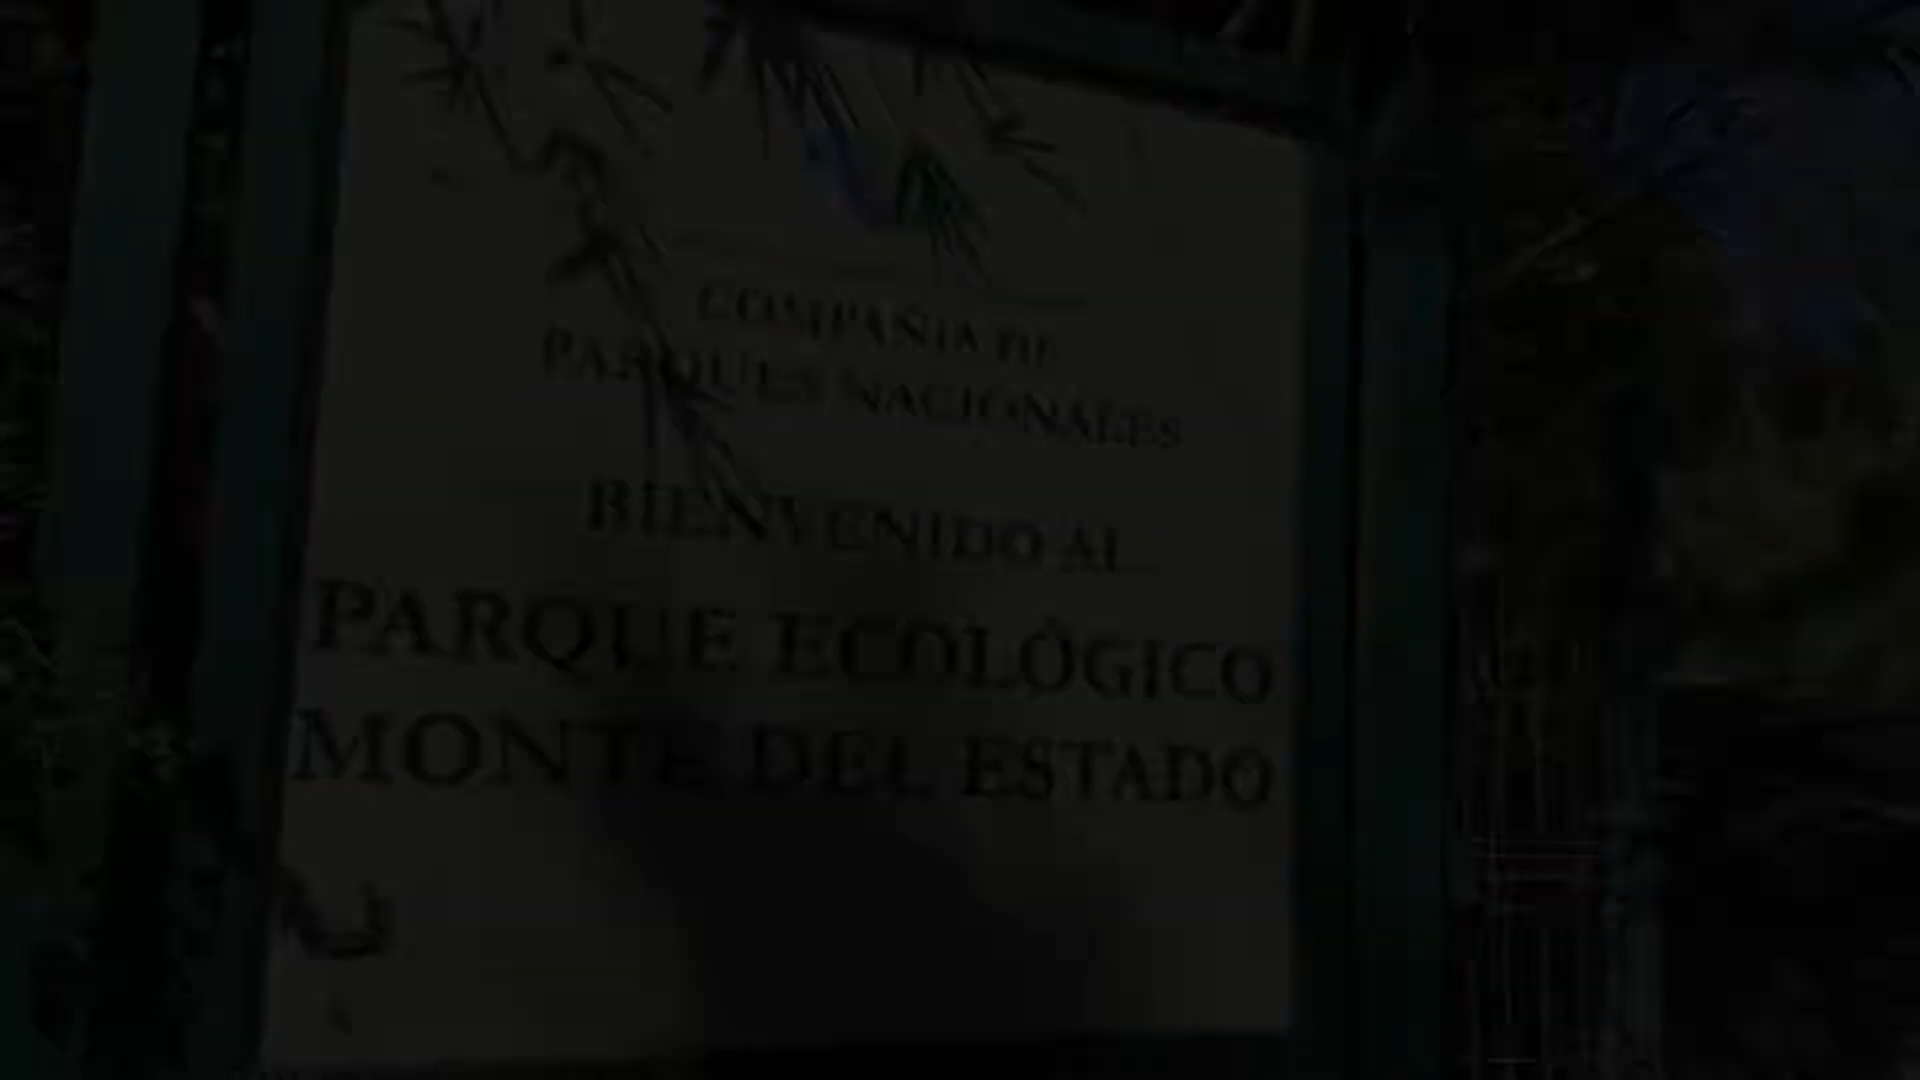 COMPAÑIA DE
PARQUES NACIONALES
BIENVENIDO AL
PARQUE ECOLÓGICO
MONTE DEL ESTADO